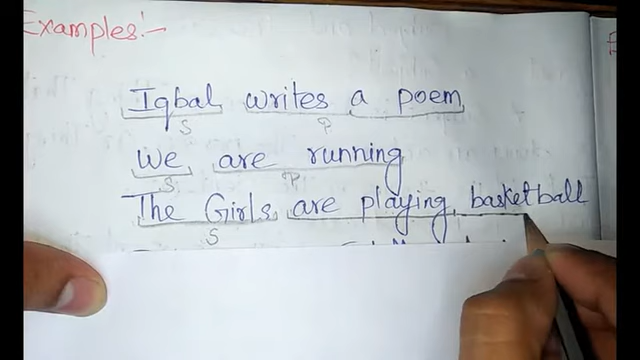 Examples:-
Iqbal writes a poem
S P
We are running
S P
The Girls are playing basketball
S